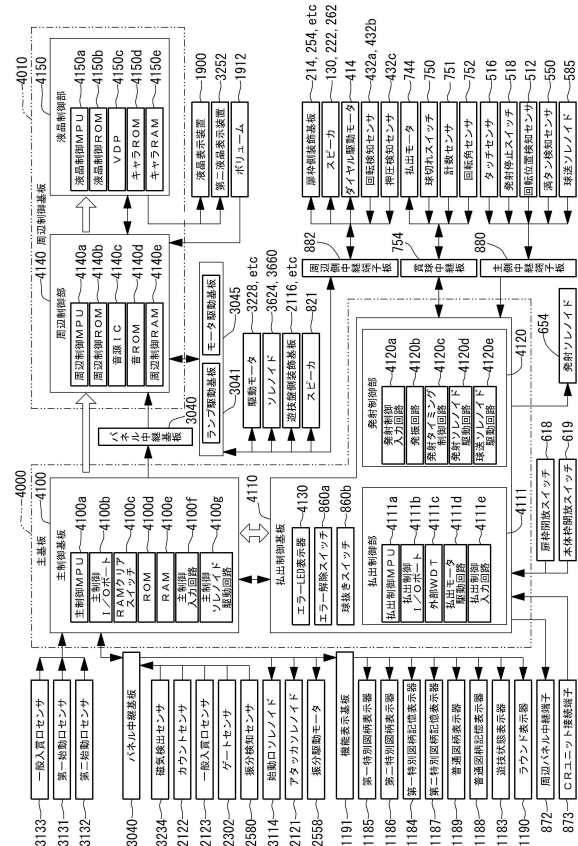 3133
一般入賞口センサ
3131
第一始動口センサ
3132
第二始動口センサ
3040
パネル中継基板
3234
磁気検出センサ
2122
カウントセンサ
2123
一般入賞口センサ
2302
ゲートセンサ
2580
振分検知センサ
3114
始動口ソレノイド
2121
アタッカソレノイド
2558
振分駆動モータ
1191
機能表示基板
1185
第一特別図柄表示器
1186
第二特別図柄表示器
1184
第一特別図柄記憶表示器
1187
第二特別図柄記憶表示器
1189
普通図柄表示器
1188
普通図柄記憶表示器
1183
遊技状態表示器
1190
ラウンド表示器
872
周辺パネル中継端子
873
CRユニット接続端子
4000
主基板
4100
主制御基板
主制御MPU
4100a
主制御
I/Oポート
4100b
RAMクリア
スイッチ
4100c
ROM
4100d
RAM
4100e
主制御
入力回路
4100f
主制御
ソレノイド
駆動回路
4100g
4110
払出制御基板
エラーLED表示器
4130
エラー解除スイッチ
860a
球抜きスイッチ
860b
払出制御部
4111
払出制御MPU
4111a
払出制御
I/Oポート
4111b
外部WDT
4111c
払出モータ
駆動回路
4111d
払出制御
入力回路
4111e
発射制御部
4120
発射制御
入力回路
4120a
発振回路
4120b
発射タイミング
制御回路
4120c
発射ソレノイド
駆動回路
4120d
球送ソレノイド
駆動回路
4120e
扉枠開放スイッチ
618
本体枠開放スイッチ
619
発射ソレノイド
654
パネル中継基板
3040
4010
周辺制御基板
4140
周辺制御部
周辺制御MPU
4140a
周辺制御ROM
4140b
音源IC
4140c
音ROM
4140d
周辺制御RAM
4140e
4150
液晶制御部
液晶制御MPU
4150a
液晶制御ROM
4150b
VDP
4150c
キャラROM
4150d
キャラRAM
4150e
液晶表示装置
1900
第二液晶表示装置
3252
ボリューム
1912
ランプ駆動基板
3041
モータ駆動基板
3045
駆動モータ
3228, etc
ソレノイド
3624, 3660
遊技盤側装飾基板
2116, etc
スピーカ
821
882
周辺側中継端子板
754
賞球中継板
880
主側中継端子板
扉枠側装飾基板
214, 254, etc
スピーカ
130, 222, 262
ダイヤル駆動モータ
414
回転検知センサ
432a, 432b
押圧検知センサ
432c
払出モータ
744
球切れスイッチ
750
計数センサ
751
回転角センサ
752
タッチセンサ
516
発射停止スイッチ
518
回転位置検知センサ
512
満タン検知センサ
550
球送ソレノイド
585